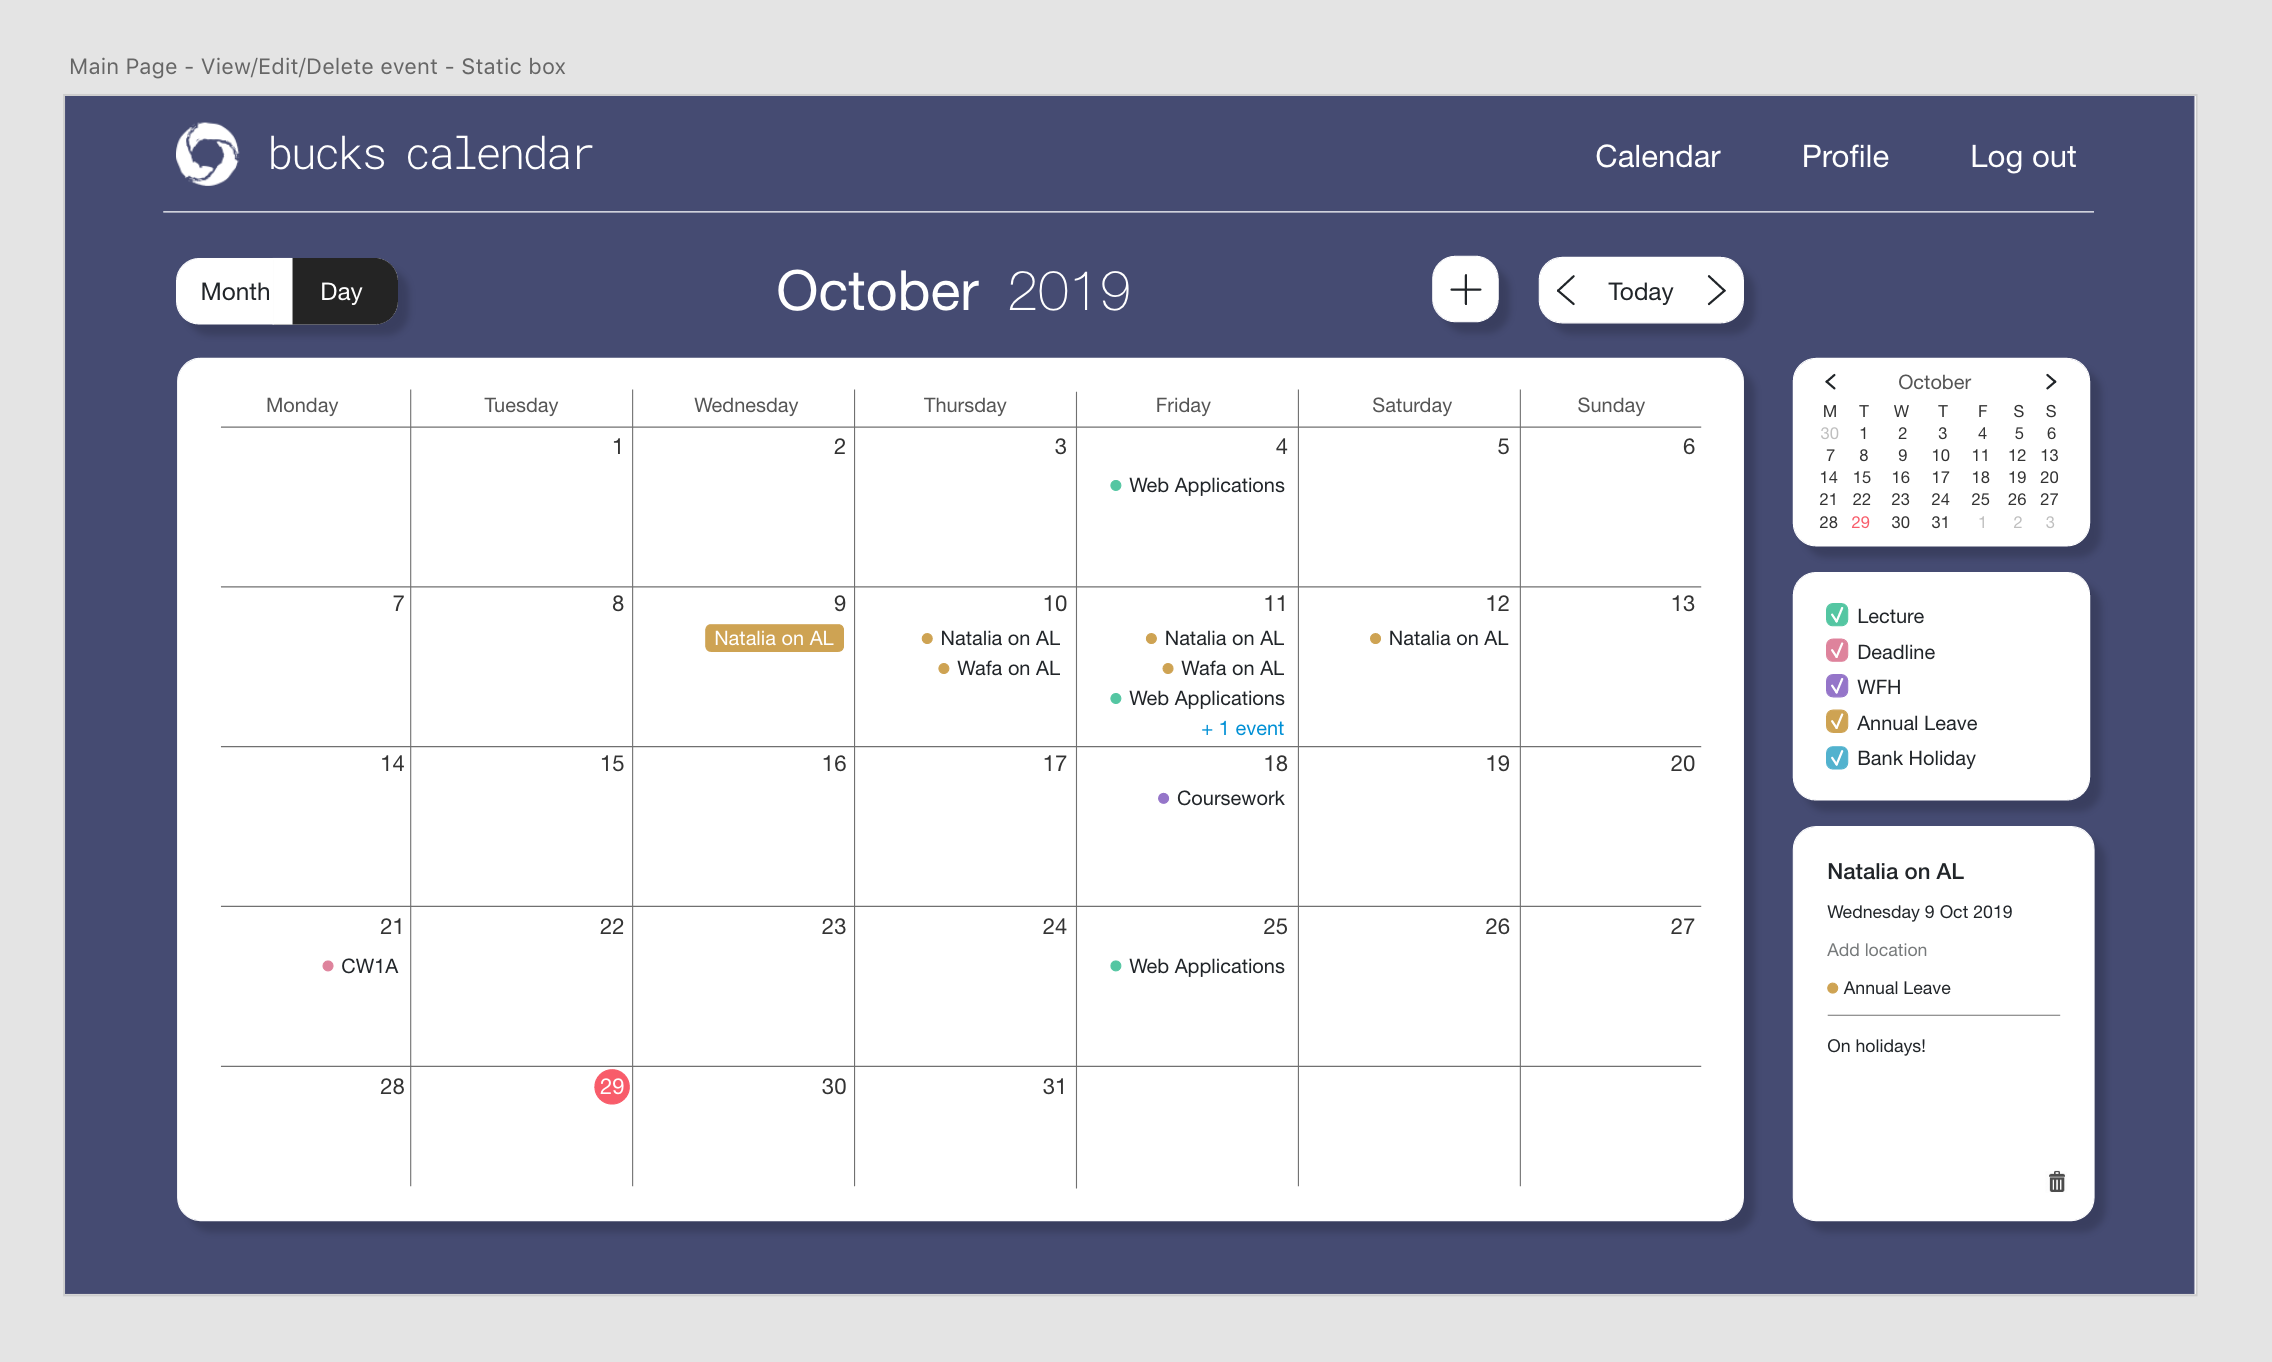 Main Page - View/Edit/Delete event - Static box
bucks calendar
Calendar Profile Log out
Month Day
October 2019
Today
Monday Tuesday Wednesday Thursday Friday Saturday Sunday
1 2 3 4 5 6
Web Applications
7 8 9 10 11 12 13
Natalia on AL Natalia on AL Natalia on AL Natalia on AL
Wafa on AL Wafa on AL
Web Applications
+ 1 event
14 15 16 17 18 19 20
Coursework
21 22 23 24 25 26 27
CW1A Web Applications
28 29 30 31
October
M T W T F S S
30 1 2 3 4 5 6
7 8 9 10 11 12 13
14 15 16 17 18 19 20
21 22 23 24 25 26 27
28 29 30 31 1 2 3
Lecture
Deadline
WFH
Annual Leave
Bank Holiday
Natalia on AL
Wednesday 9 Oct 2019
Add location
Annual Leave
On holidays!